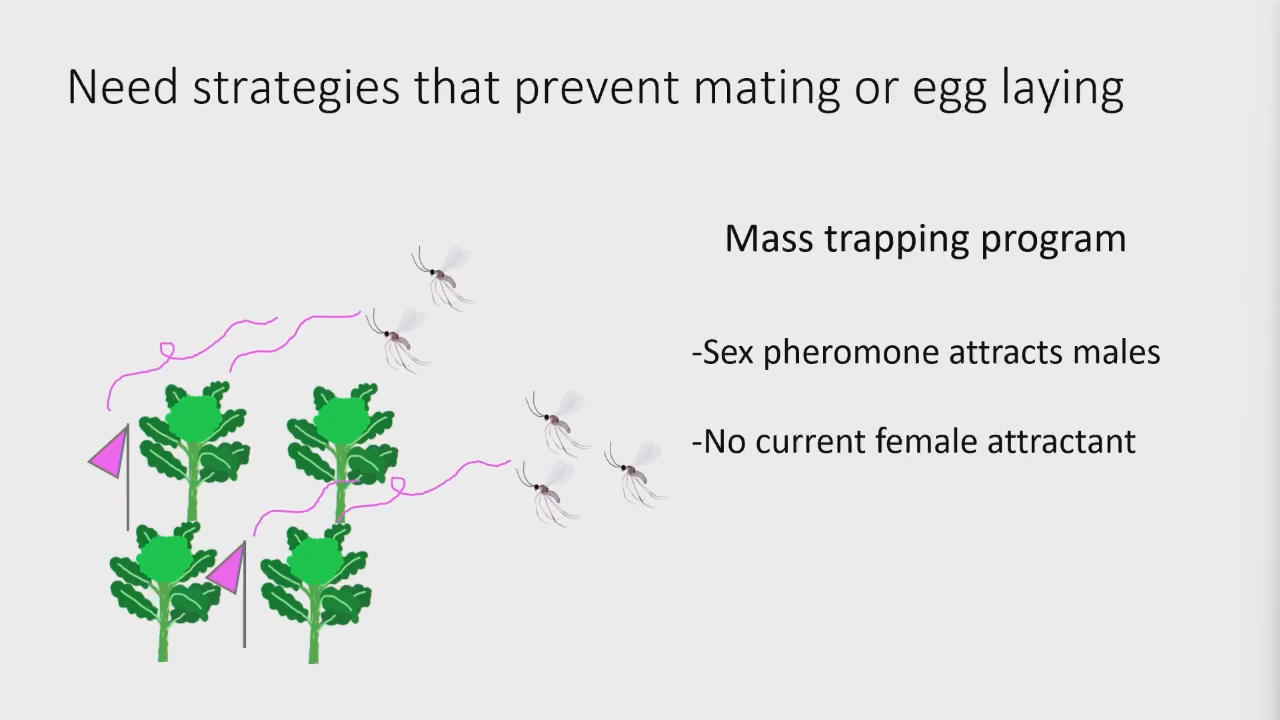 Need strategies that prevent mating or egg laying
Mass trapping program
-Sex pheromone attracts males
-No current female attractant